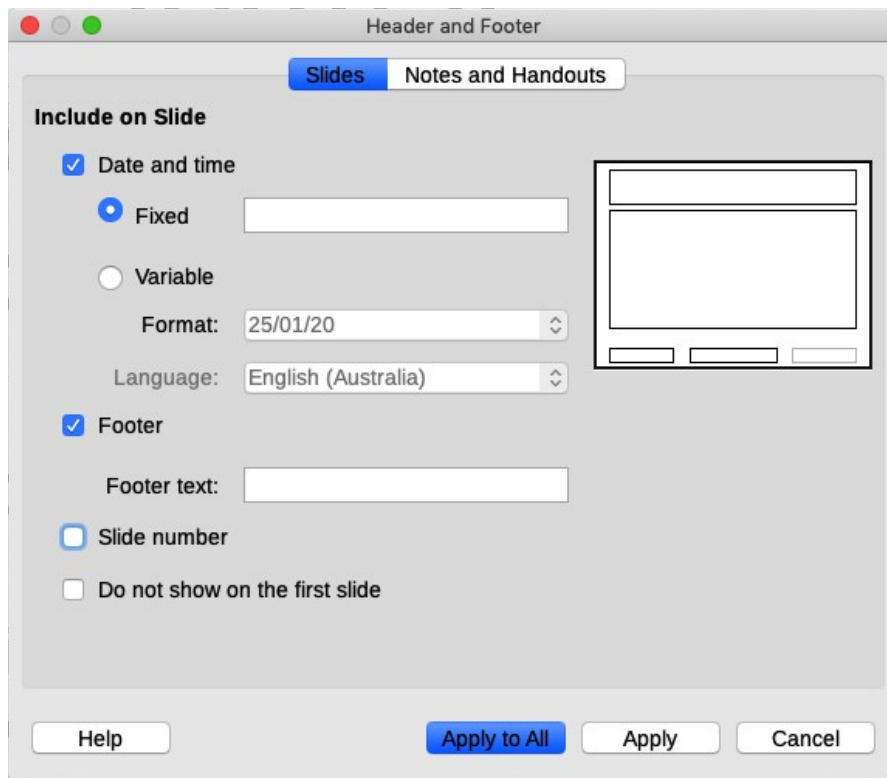 Header and Footer
Slides Notes and Handouts
Include on Slide
Date and time
Fixed
Variable
Format: 25/01/20
Language: English (Australia)
Footer
Footer text:
Slide number
Do not show on the first slide
Help Apply to All Apply Cancel